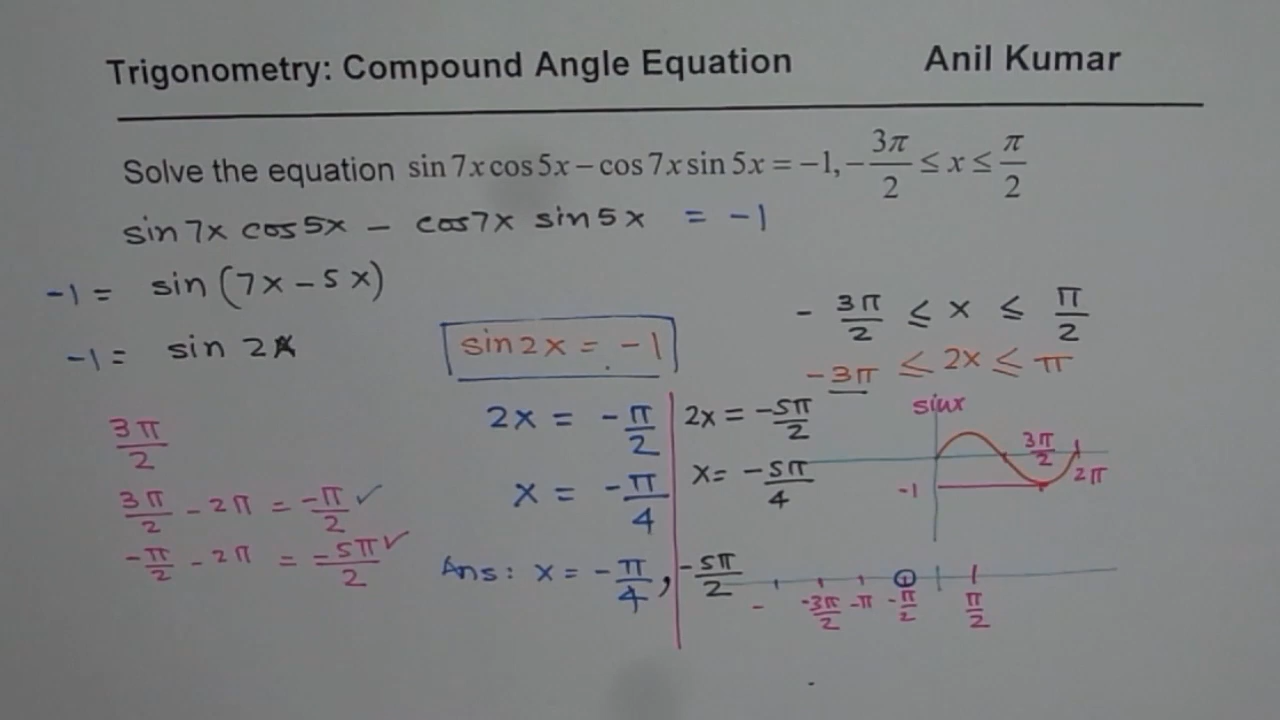 Trigonometry: Compound Angle Equation Anil Kumar
Solve the equation sin 7x cos 5x − cos 7x sin 5x = −1, −3π/2 ≤ x ≤ π/2
sin 7x cos 5x − cos 7x sin 5x = −1
−1 = sin (7x − 5x)
−1 = sin 2x
sin 2x = −1
− 3π/2 ≤ x ≤ π/2
−3π ≤ 2x ≤ π
3π/2
3π/2 − 2π = −π/2 ✓
−π/2 − 2π = −5π/2 ✓
2x = −π/2
x = −π/4
2x = −5π/2
x = −5π/4
Ans: x = −π/4, −5π/2
sinx
3π/2
2π
−1
− −3π/2 −π −π/2 π/2